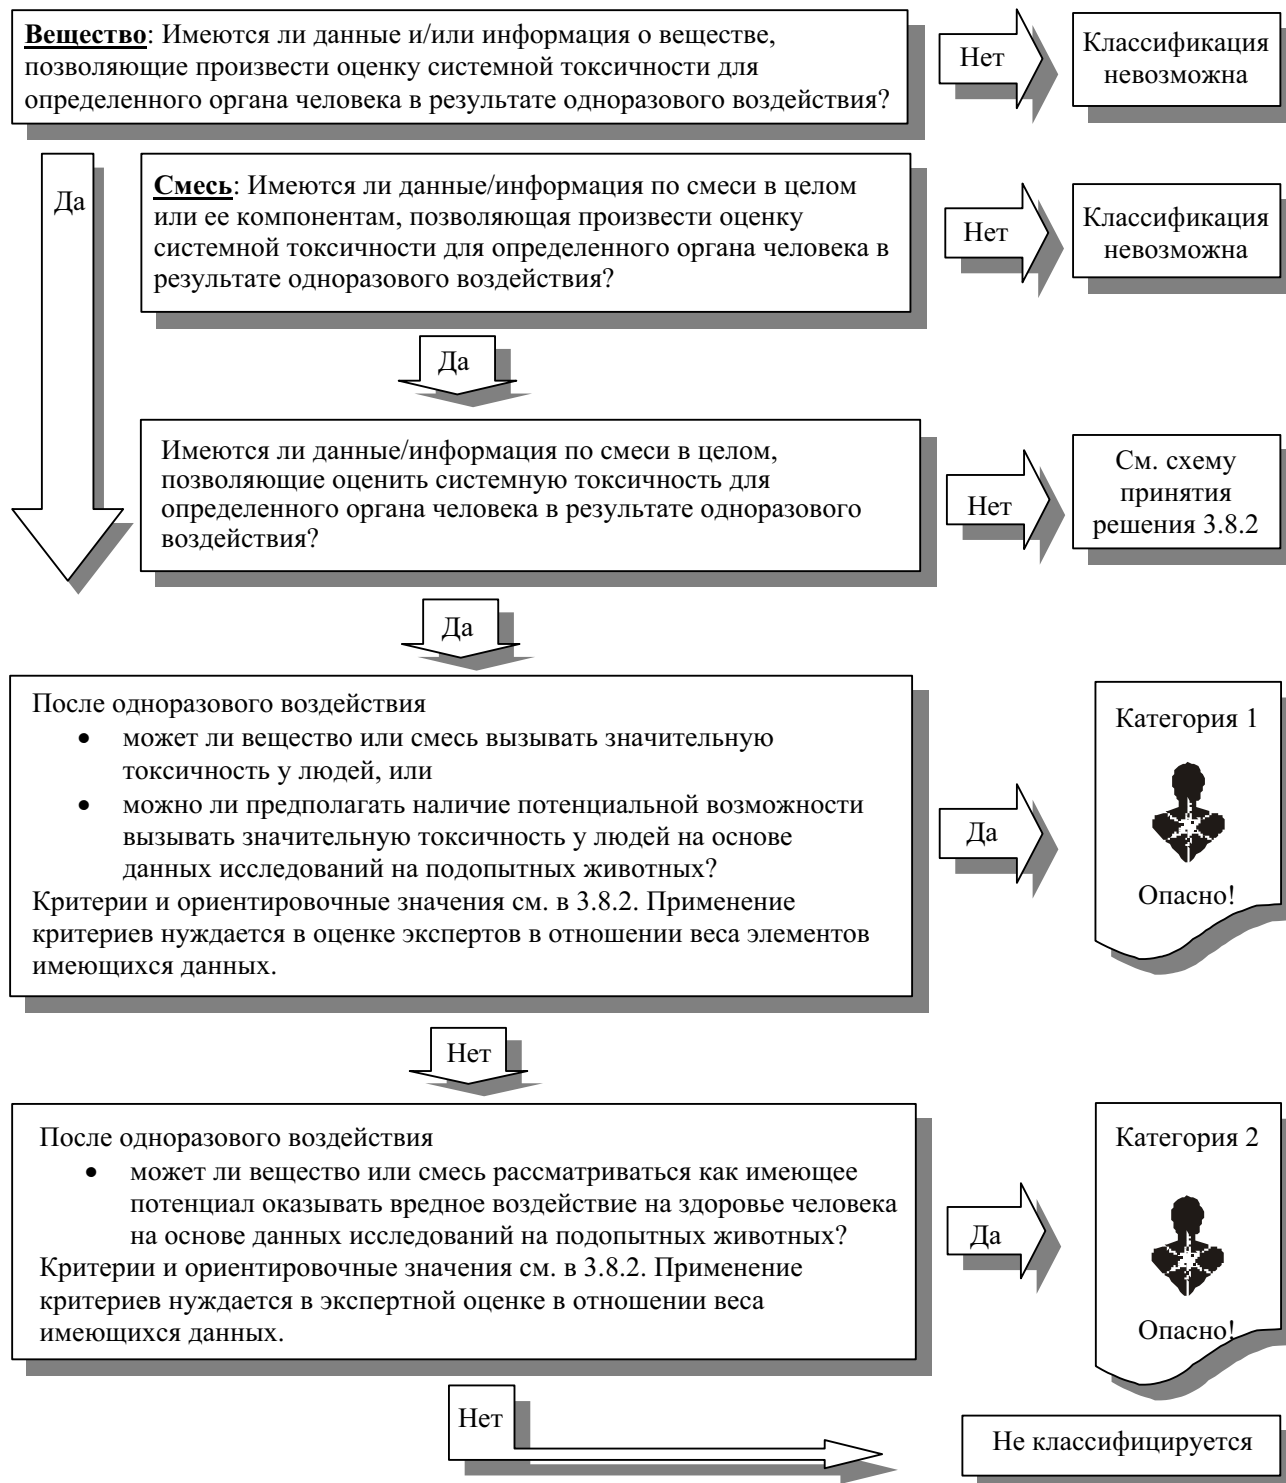 Вещество: Имеются ли данные и/или информация о веществе,
позволяющие произвести оценку системной токсичности для
определенного органа человека в результате одноразового воздействия?
Нет
Классификация
невозможна
Да
Смесь: Имеются ли данные/информация по смеси в целом
или ее компонентам, позволяющая произвести оценку
системной токсичности для определенного органа человека в
результате одноразового воздействия?
Нет
Классификация
невозможна
Да
Имеются ли данные/информация по смеси в целом,
позволяющие оценить системную токсичность для
определенного органа человека в результате одноразового
воздействия?
Нет
См. схему
принятия
решения 3.8.2
Да
После одноразового воздействия
• может ли вещество или смесь вызывать значительную
токсичность у людей, или
• можно ли предполагать наличие потенциальной возможности
вызывать значительную токсичность у людей на основе
данных исследований на подопытных животных?
Критерии и ориентировочные значения см. в 3.8.2. Применение
критериев нуждается в оценке экспертов в отношении веса элементов
имеющихся данных.
Да
Категория 1
Опасно!
Нет
После одноразового воздействия
• может ли вещество или смесь рассматриваться как имеющее
потенциал оказывать вредное воздействие на здоровье человека
на основе данных исследований на подопытных животных?
Критерии и ориентировочные значения см. в 3.8.2. Применение
критериев нуждается в экспертной оценке в отношении веса
имеющихся данных.
Да
Категория 2
Опасно!
Нет
Не классифицируется